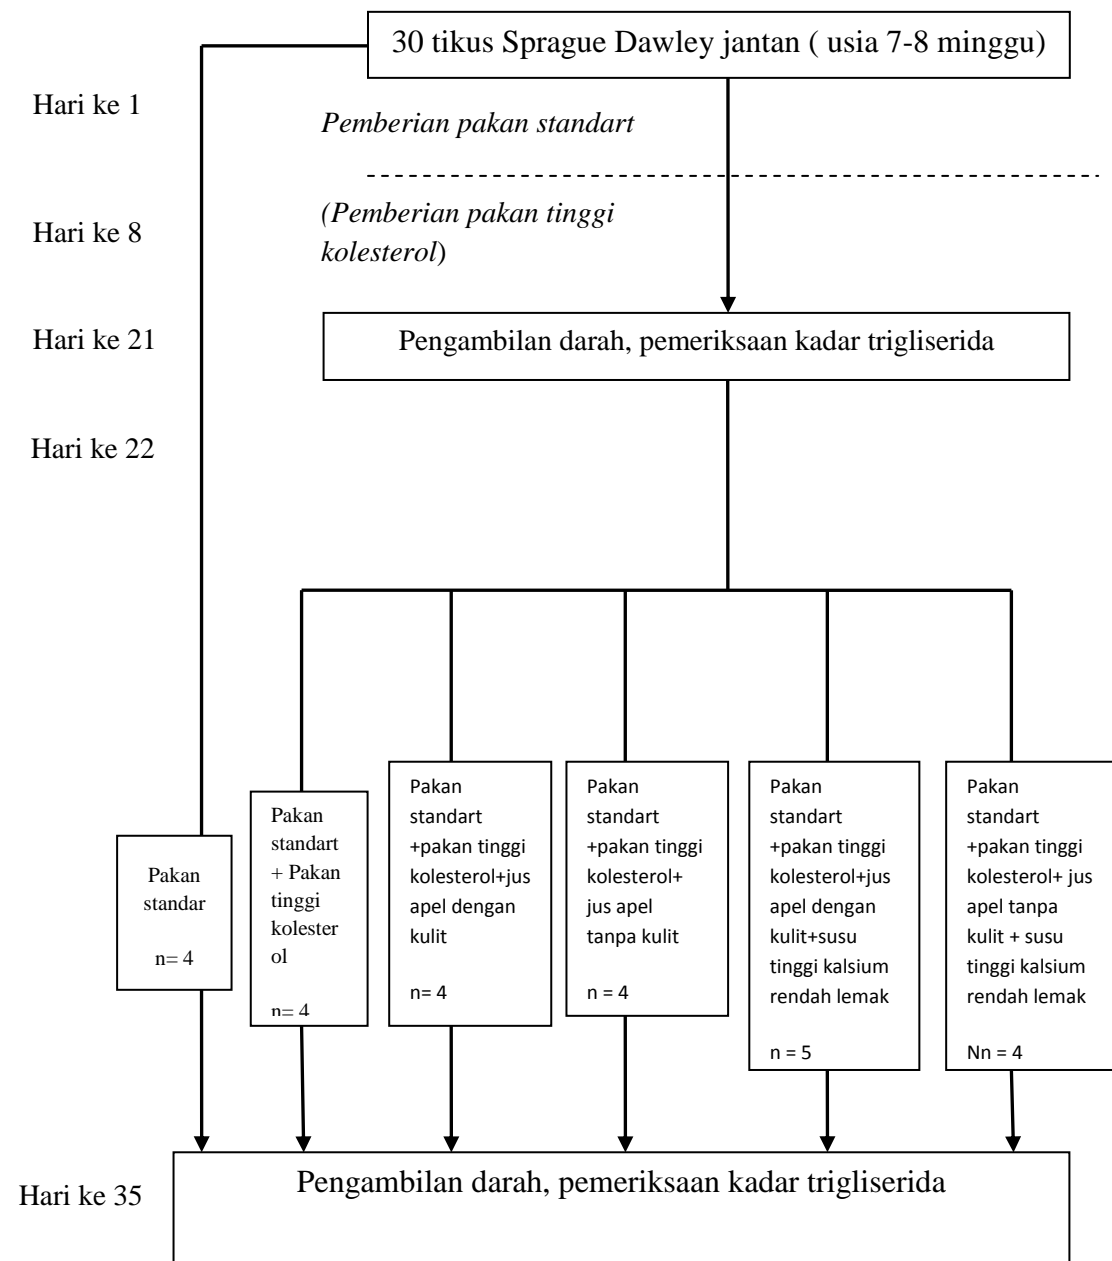 30 tikus Sprague Dawley jantan ( usia 7-8 minggu)
Hari ke 1
Pemberian pakan standart
(Pemberian pakan tinggi
kolesterol)
Hari ke 8
Hari ke 21
Pengambilan darah, pemeriksaan kadar trigliserida
Hari ke 22
Pakan
standar
n= 4
Pakan
standart
+ Pakan
tinggi
kolester
ol
n= 4
Pakan
standart
+pakan tinggi
kolesterol+jus
apel dengan
kulit
n= 4
Pakan
standart
+pakan tinggi
kolesterol+
jus apel
tanpa kulit
n = 4
Pakan
standart
+pakan tinggi
kolesterol+jus
apel dengan
kulit+susu
tinggi kalsium
rendah lemak
n = 5
Pakan
standart
+pakan tinggi
kolesterol+ jus
apel tanpa
kulit + susu
tinggi kalsium
rendah lemak
Nn = 4
Hari ke 35
Pengambilan darah, pemeriksaan kadar trigliserida